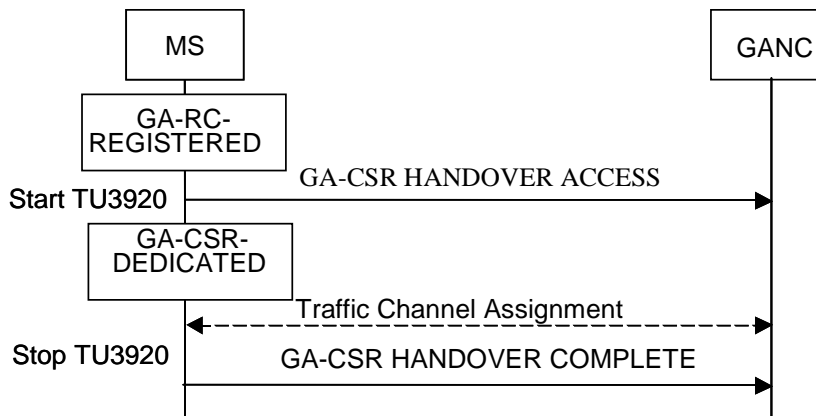 MS
GANC
GA-RC-
REGISTERED
GA-CSR HANDOVER ACCESS
Start TU3920
GA-CSR-
DEDICATED
Traffic Channel Assignment
Stop TU3920
GA-CSR HANDOVER COMPLETE